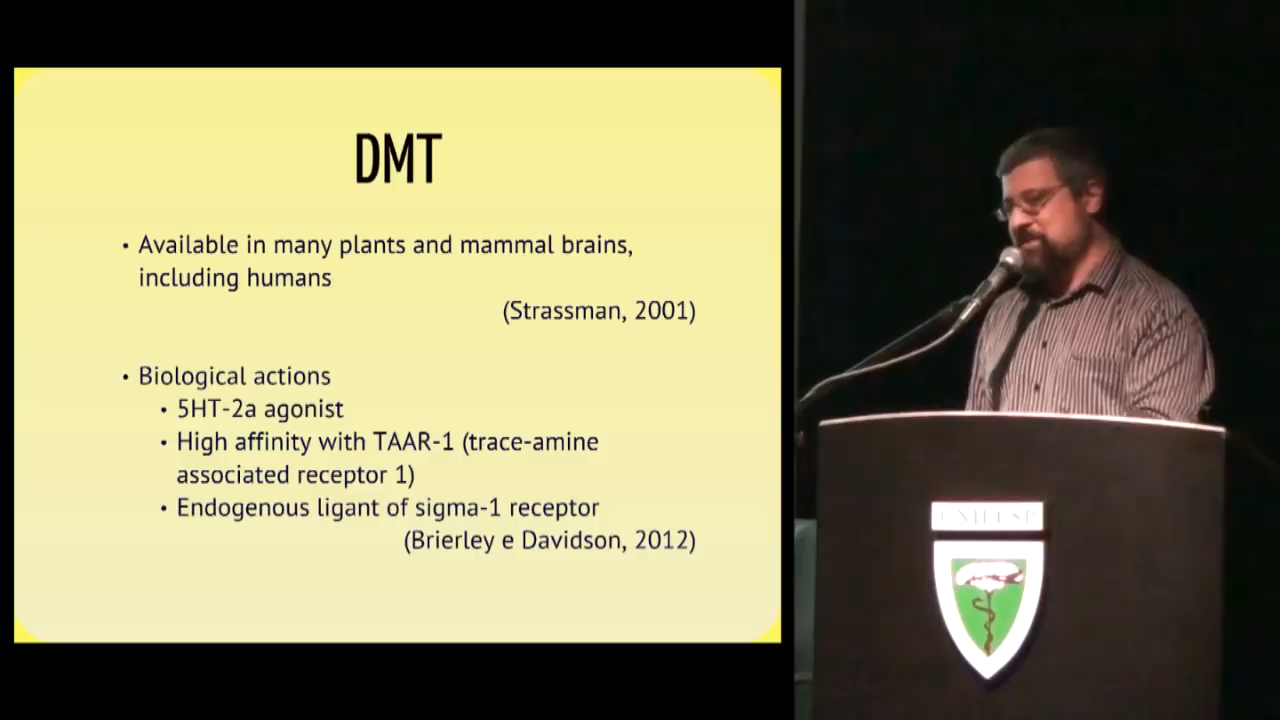 DMT
• Available in many plants and mammal brains,
including humans
(Strassman, 2001)
• Biological actions
• 5HT-2a agonist
• High affinity with TAAR-1 (trace-amine
associated receptor 1)
• Endogenous ligant of sigma-1 receptor
(Brierley e Davidson, 2012)
UNIFESP